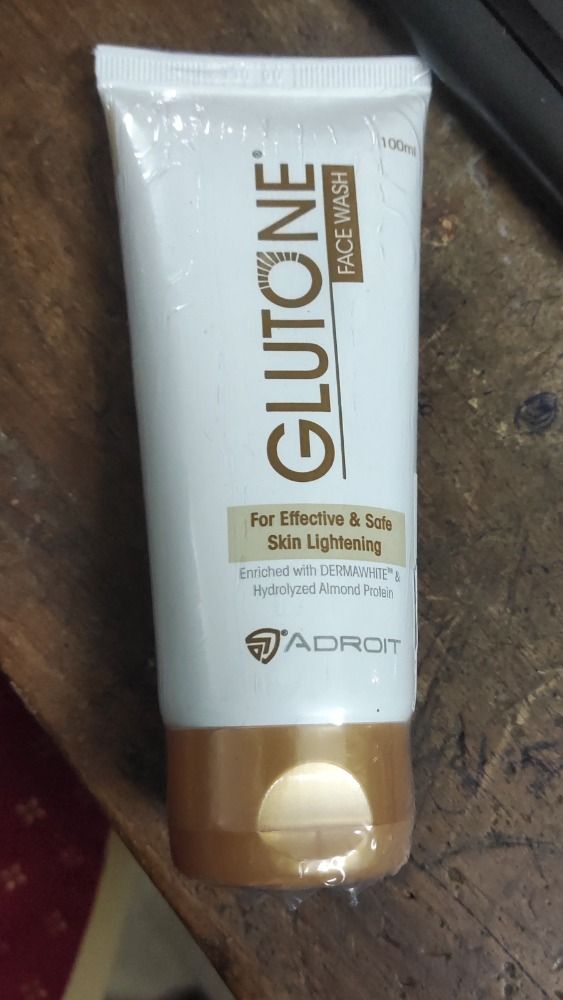 100ml
GLUTONE®
FACE WASH
For Effective & Safe
Skin Lightening
Enriched with DERMAWHITE™ &
Hydrolyzed Almond Protein
®ADROIT